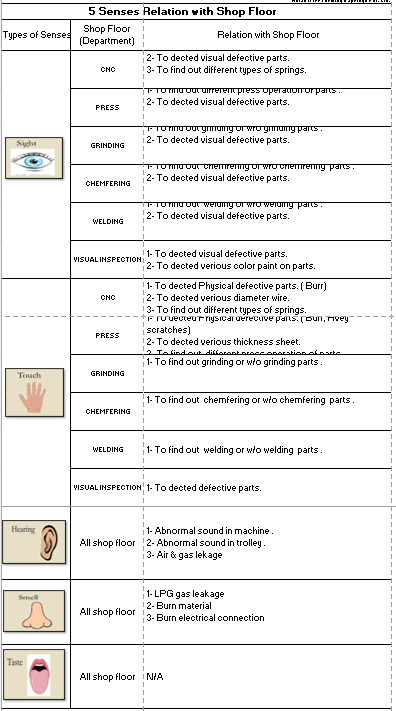 5 Senses Relation with Shop Floor
Types of Senses
Shop Floor
(Department)
Relation with Shop Floor
Sight
CNC
2- To dected visual defective parts.
3- To find out different types of springs.
PRESS
1- To find out different press operation of parts .
2- To dected visual defective parts.
GRINDING
1- To find out grinding or w/o grinding parts .
2- To dected visual defective parts.
CHEMFERING
1- To find out chemfrering or w/o chemfrering parts .
2- To dected visual defective parts.
WELDING
1- To find out welding or w/o welding parts .
2- To dected visual defective parts.
VISUAL INSPECTION
1- To dected visual defective parts.
2- To dected verious color paint on parts.
Touch
CNC
1- To dected Physical defective parts. ( Burr)
2- To dected verious diameter wire.
3- To find out different types of springs.
PRESS
1- To dected Physical defective parts. ( Burr, Hvey
scratches)
2- To dected verious thickness sheet.
3- To find out different press operation of parts
GRINDING
1- To find out grinding or w/o grinding parts .
CHEMFERING
1- To find out chemfering or w/o chemfering parts .
WELDING
1- To find out welding or w/o welding parts .
VISUAL INSPECTION
1- To dected defective parts.
Hearing
All shop floor
1- Abnormal sound in machine .
2- Abnormal sound in trolley .
3- Air & gas lekage
Smell
All shop floor
1- LPG gas leakage
2- Burn material
3- Burn electrical connection
Taste
All shop floor
N/A